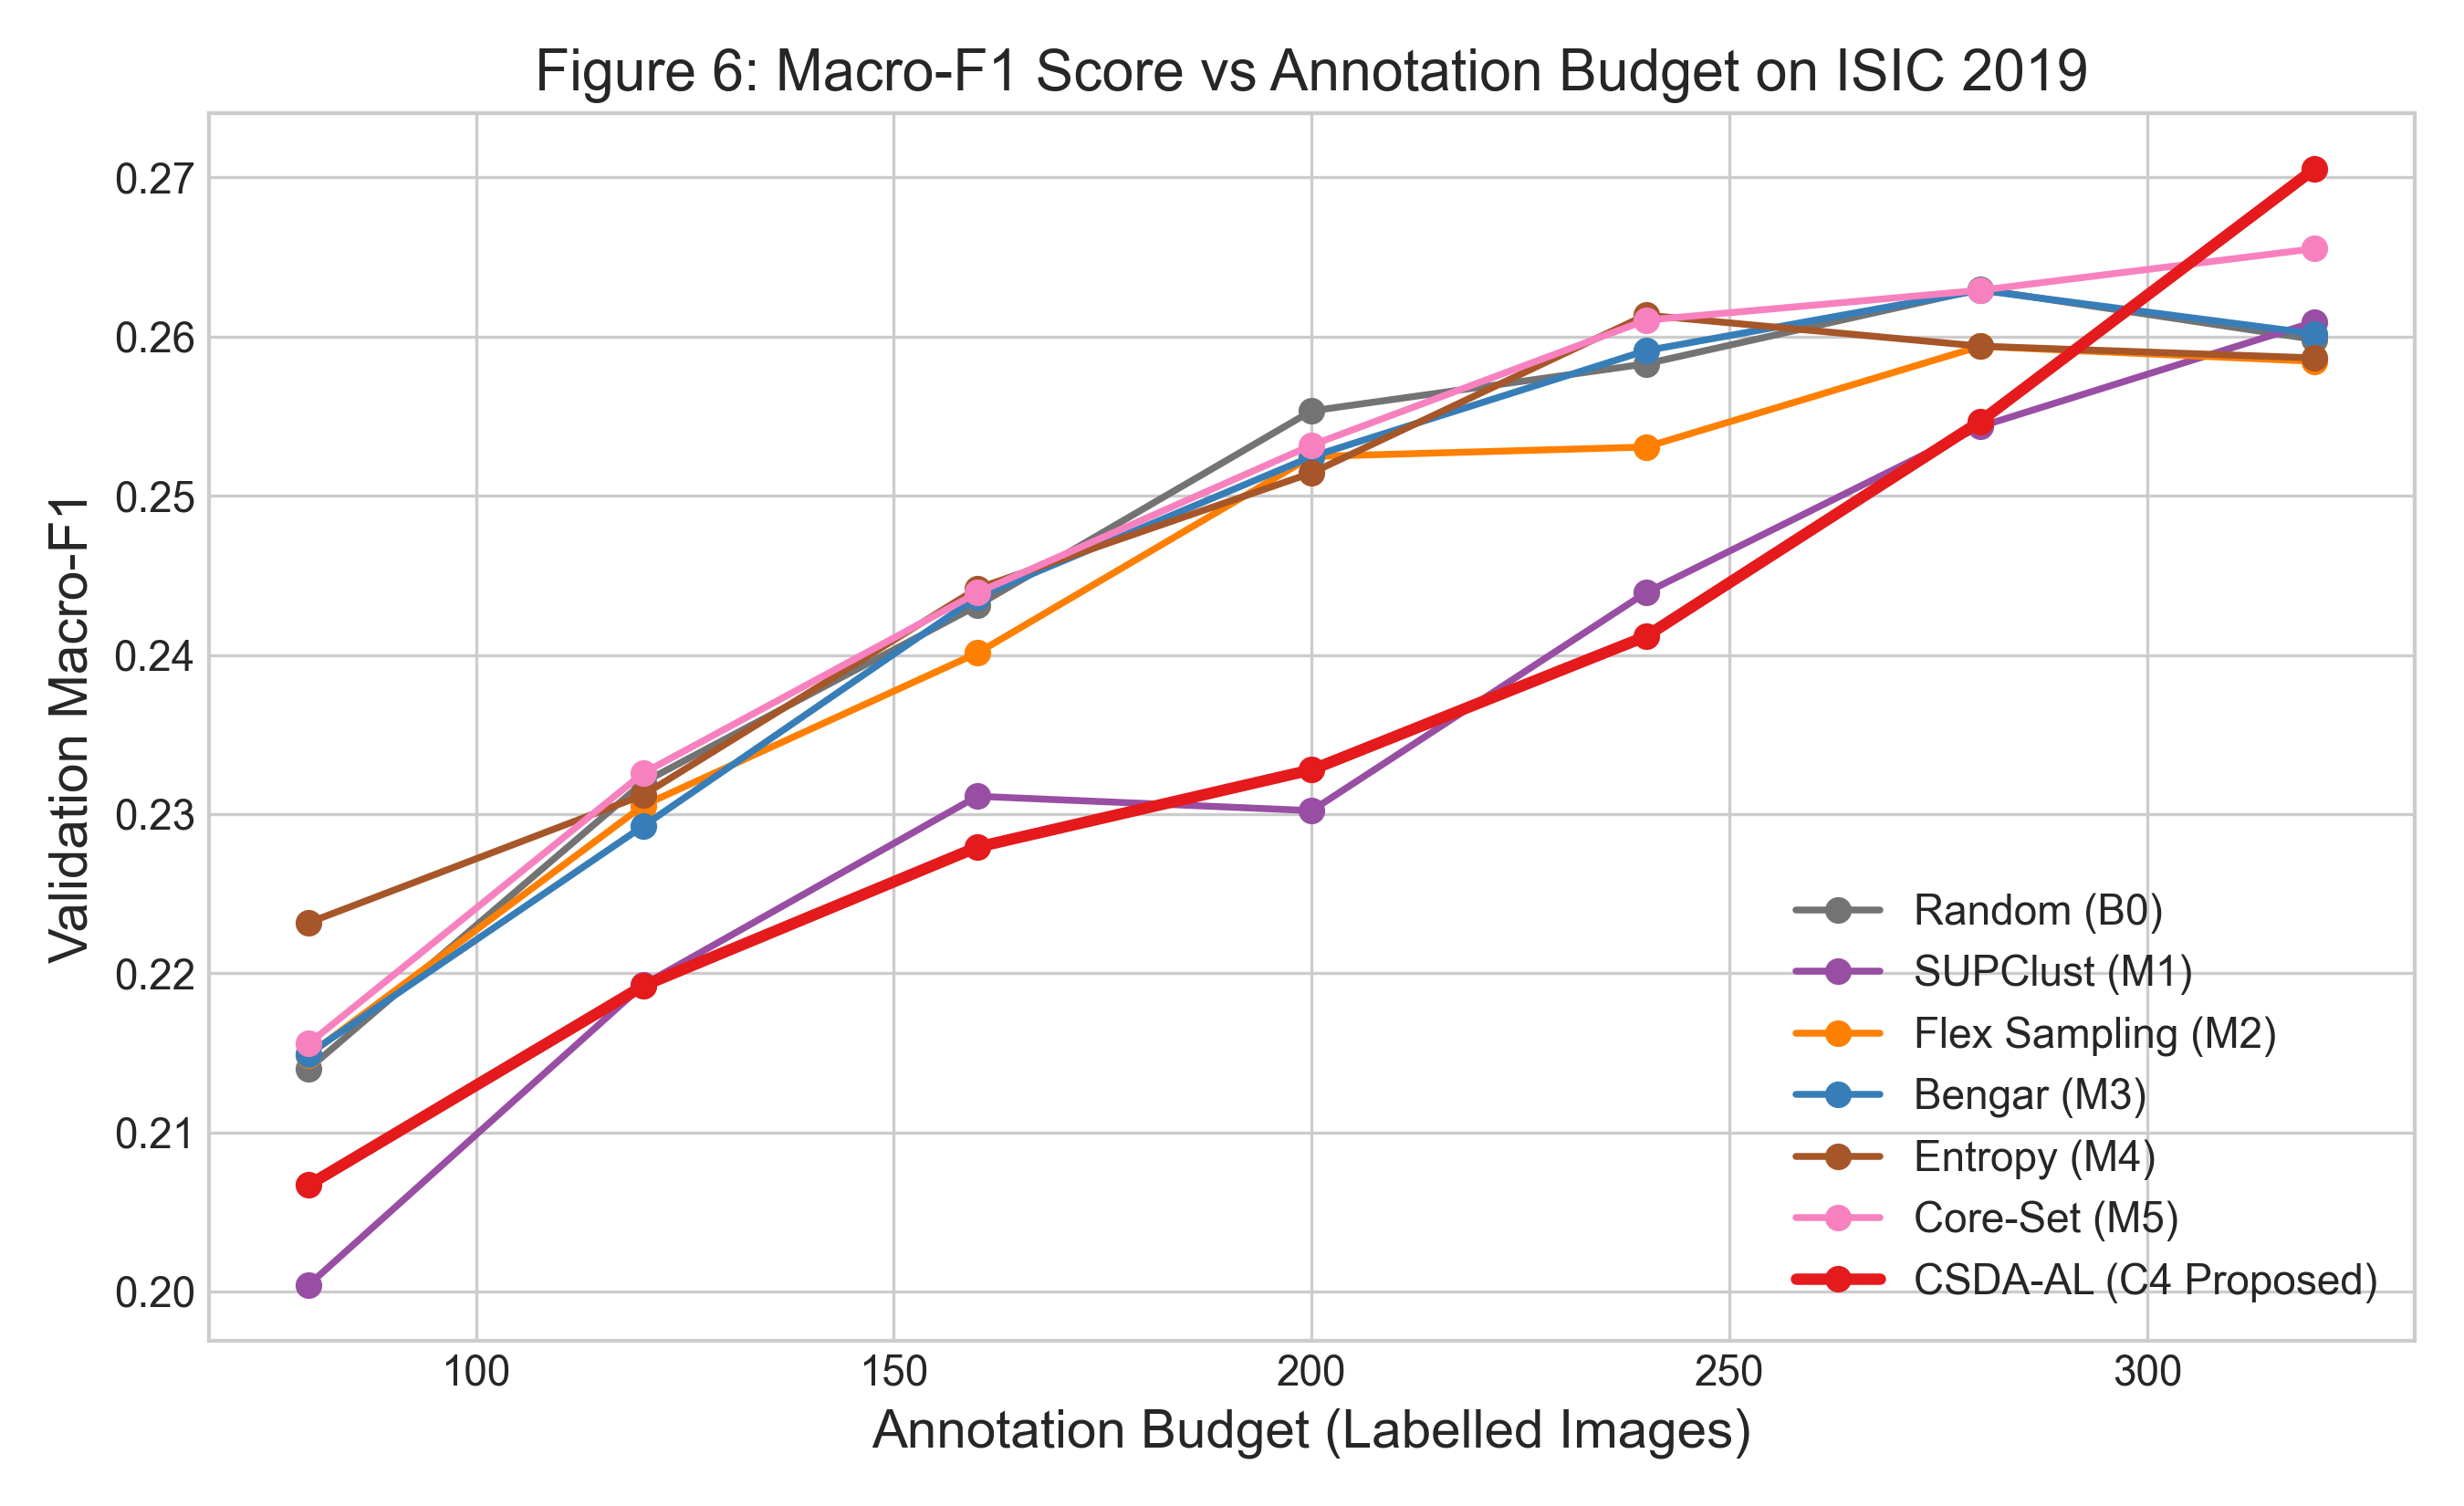 Figure 6: Macro-F1 Score vs Annotation Budget on ISIC 2019
0.27
0.26
0.25
0.24
0.23
0.22
0.21
0.20
Validation Macro-F1
Random (B0)
SUPClust (M1)
Flex Sampling (M2)
Bengar (M3)
Entropy (M4)
Core-Set (M5)
CSDA-AL (C4 Proposed)
100 150 200 250 300
Annotation Budget (Labelled Images)